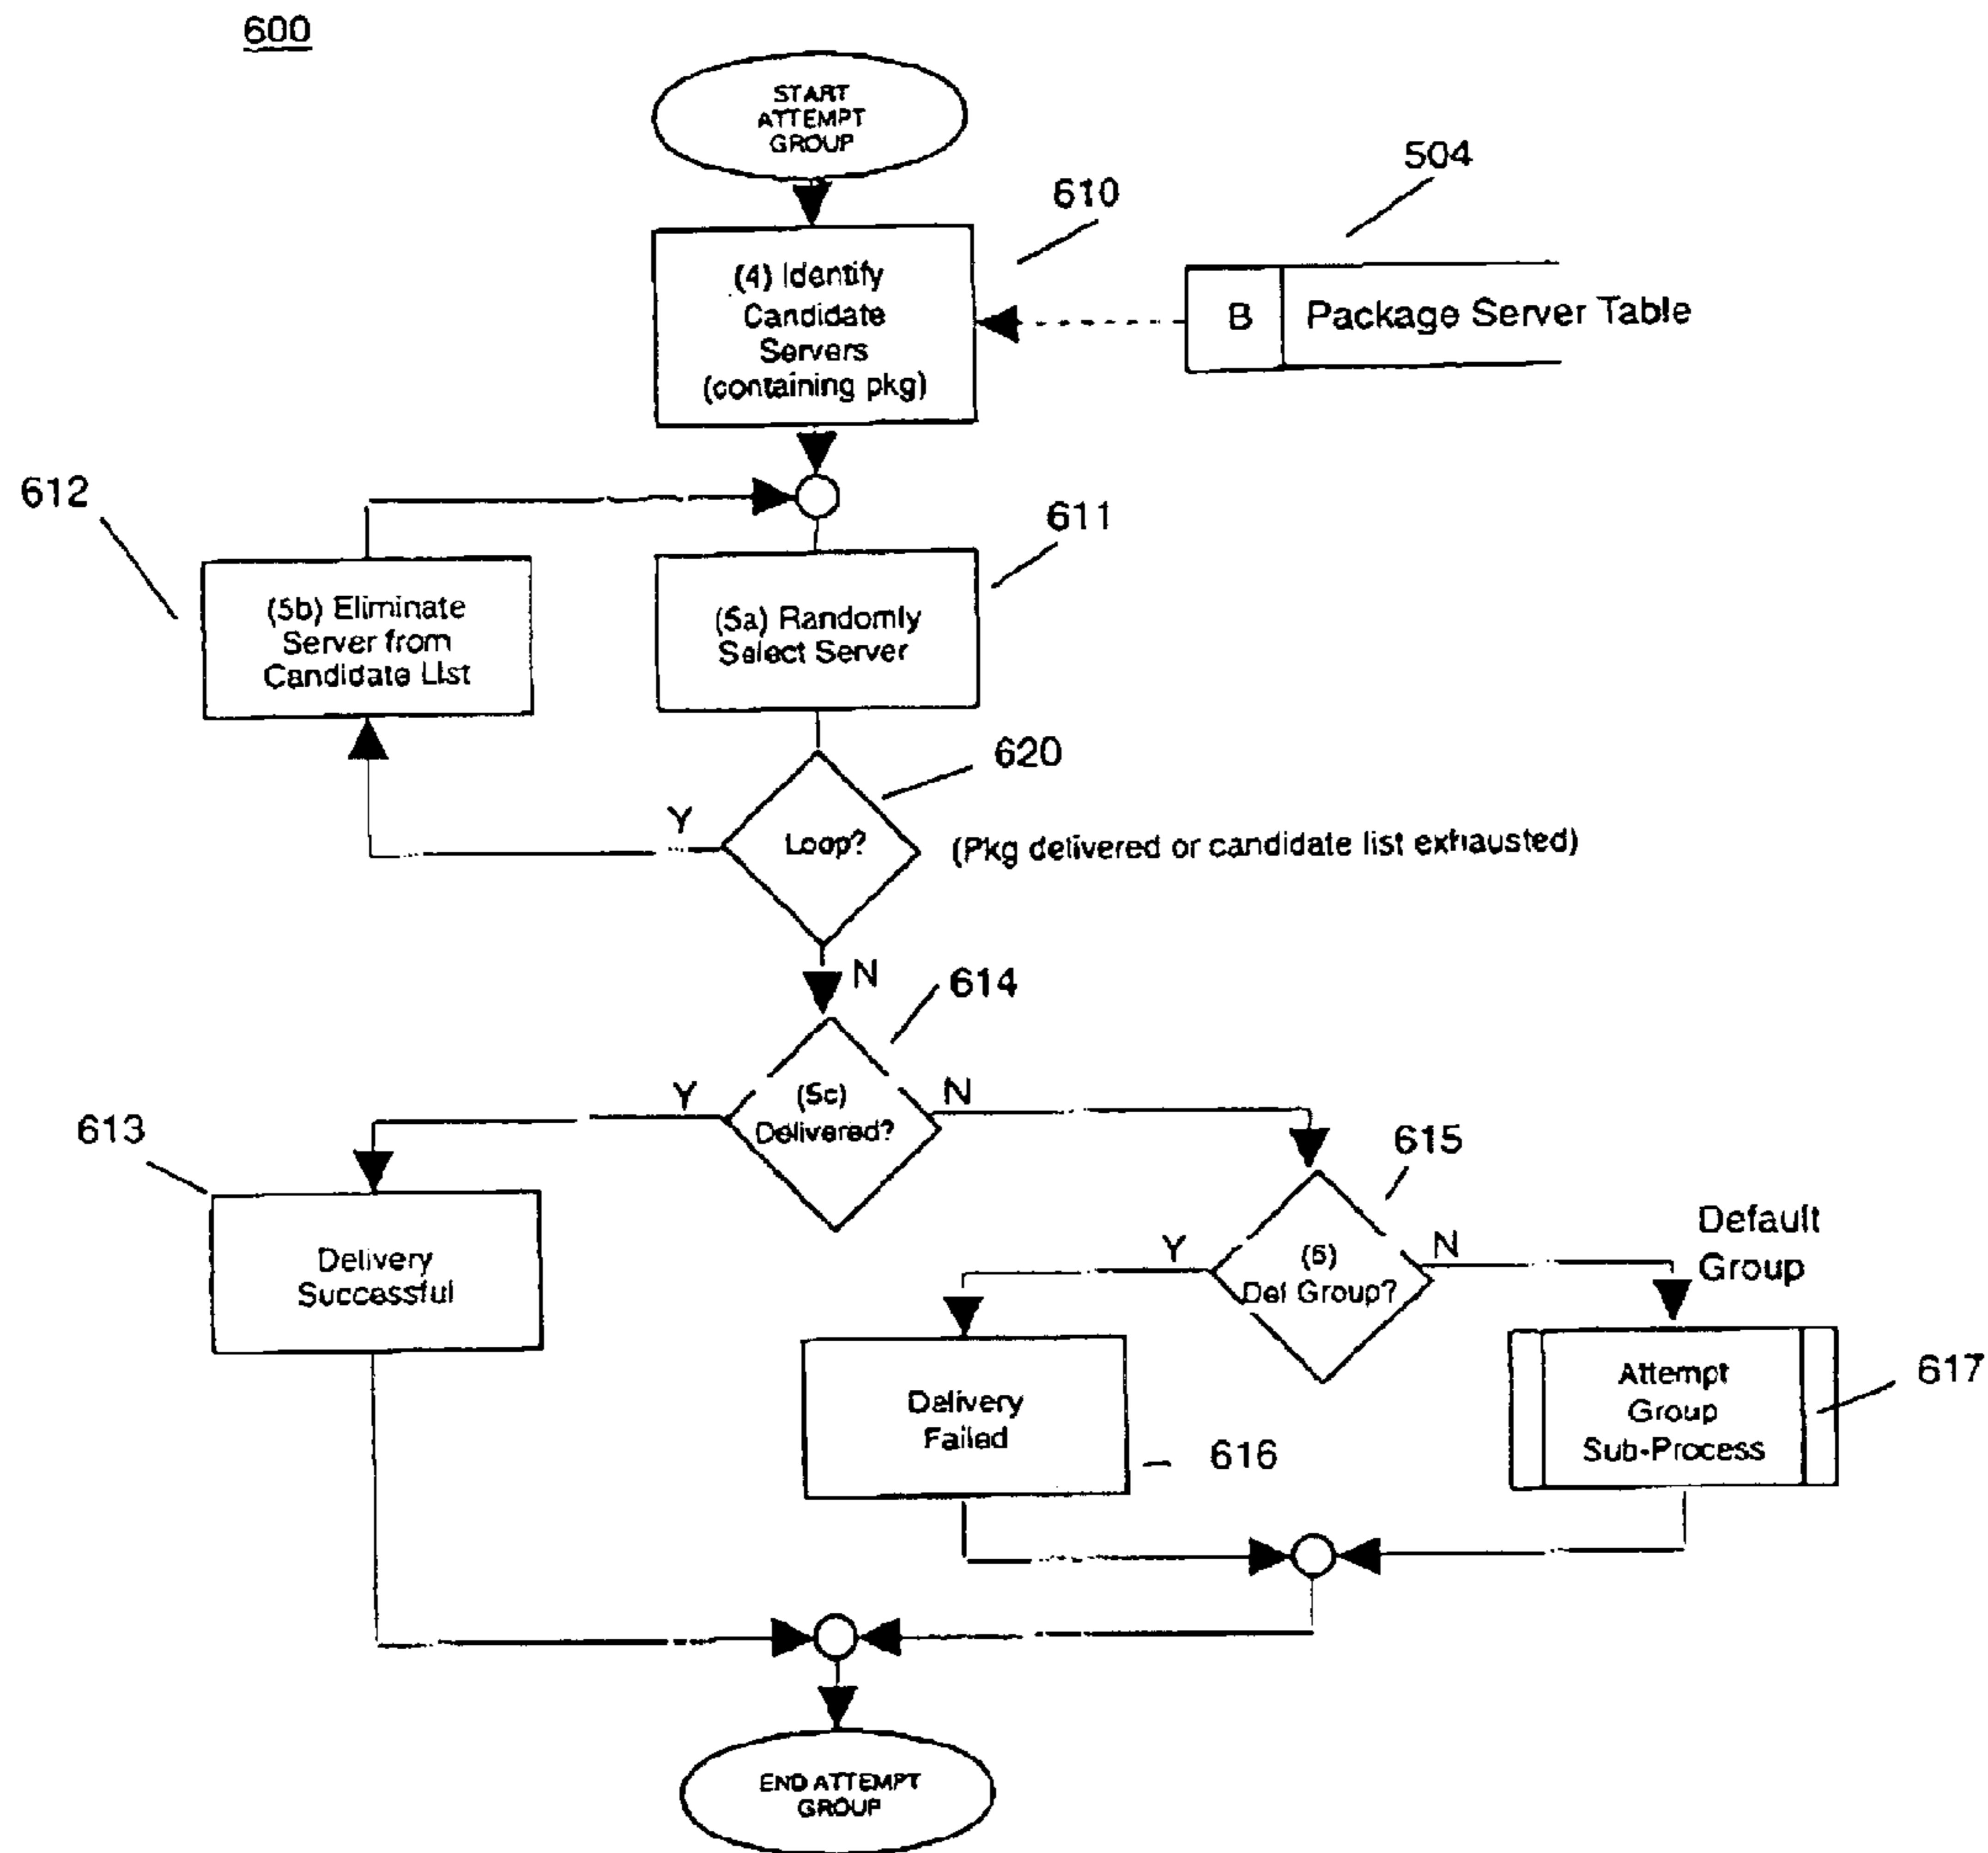 600
START
ATTEMPT
GROUP
504
610
(4) Identify
Candidate
Servers
(containing pkg)
B
Package Server Table
612
611
(5b) Eliminate
Server from
Candidate List
(5a) Randomly
Select Server
620
Y
Loop?
(Pkg delivered or candidate list exhausted)
N
614
Y
(5c)
Delivered?
N
613
615
Delivery
Successful
Y
(6)
Def Group?
N
Default
Group
Delivery
Failed
616
Attempt
Group
Sub-Process
617
END ATTEMPT
GROUP